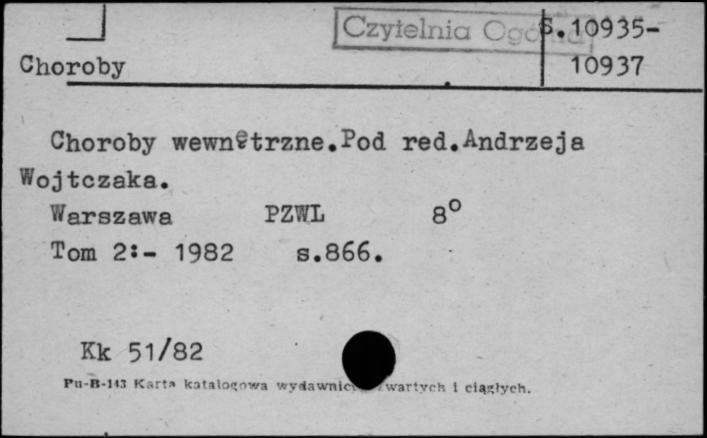 Czytelnia Ogólna S.10935-
Choroby 10937
Choroby wewnętrzne.Pod red.Andrzeja
Wojtczaka.
Warszawa PZWL 8°
Tom 2:- 1982 s.866.
Kk 51/82
Pu-B-143 Karta katalogowa wydawnic wartych i ciągłych.